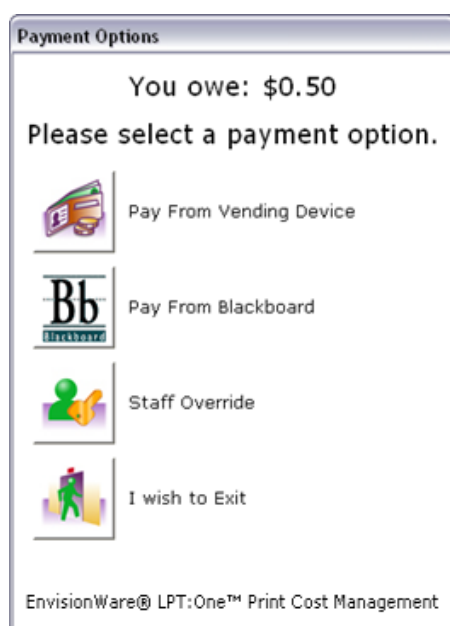 Payment Options
You owe: $0.50
Please select a payment option.
Pay From Vending Device
Bb
Blackboard
Pay From Blackboard
Staff Override
I wish to Exit
EnvisionWare® LPT:One™ Print Cost Management